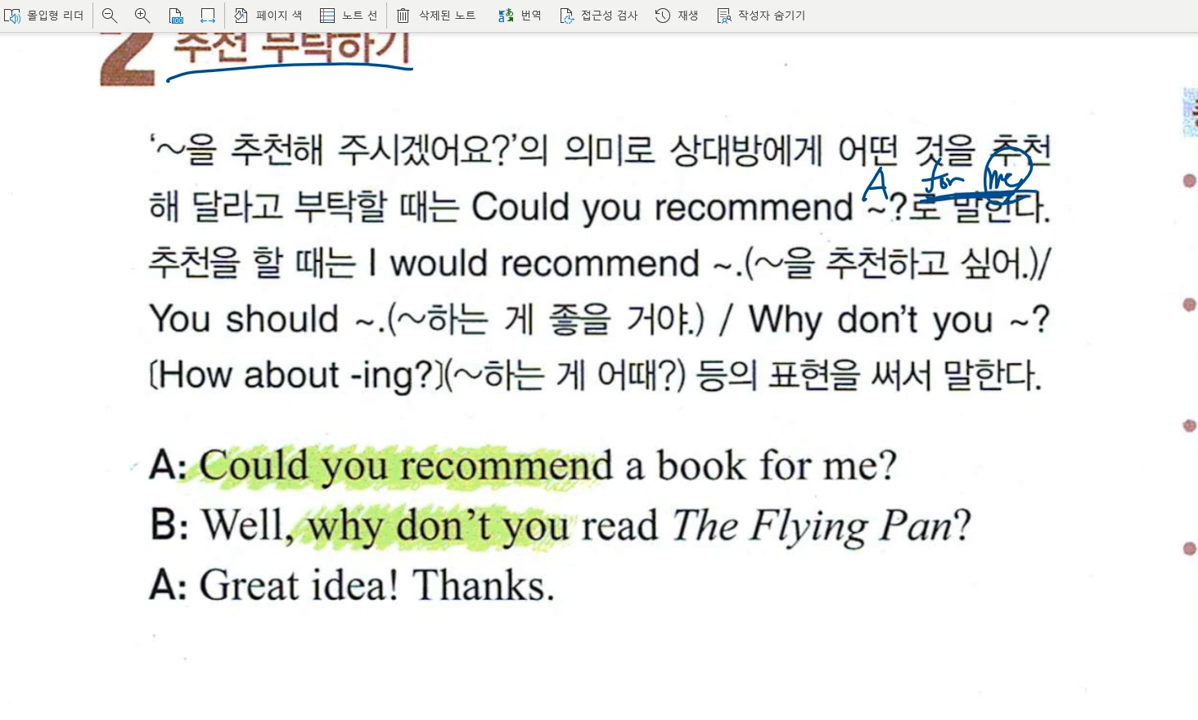 몰입형 리더 페이지 색 노트 선 삭제된 노트 번역 접근성 검사 재생 작성자 숨기기
2 추천 부탁하기
‘~을 추천해 주시겠어요?’의 의미로 상대방에게 어떤 것을 추천
A for me
해 달라고 부탁할 때는 Could you recommend ~?로 말한다.
추천을 할 때는 I would recommend ~.(~을 추천하고 싶어.)/
You should ~.(~하는 게 좋을 거야.) / Why don’t you ~?
〔How about -ing?〕(~하는 게 어때?) 등의 표현을 써서 말한다.
A: Could you recommend a book for me?
B: Well, why don’t you read The Flying Pan?
A: Great idea! Thanks.